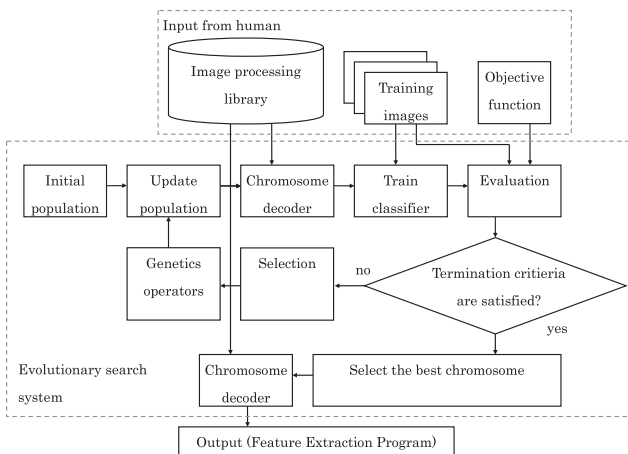 Input from human
Image processing
library
Training
images
Objective
function
Initial
population
Update
population
Chromosome
decoder
Train
classifier
Evaluation
Genetics
operators
Selection
no
Termination critieria
are satisfied?
yes
Evolutionary search
system
Chromosome
decoder
Select the best chromosome
Output (Feature Extraction Program)